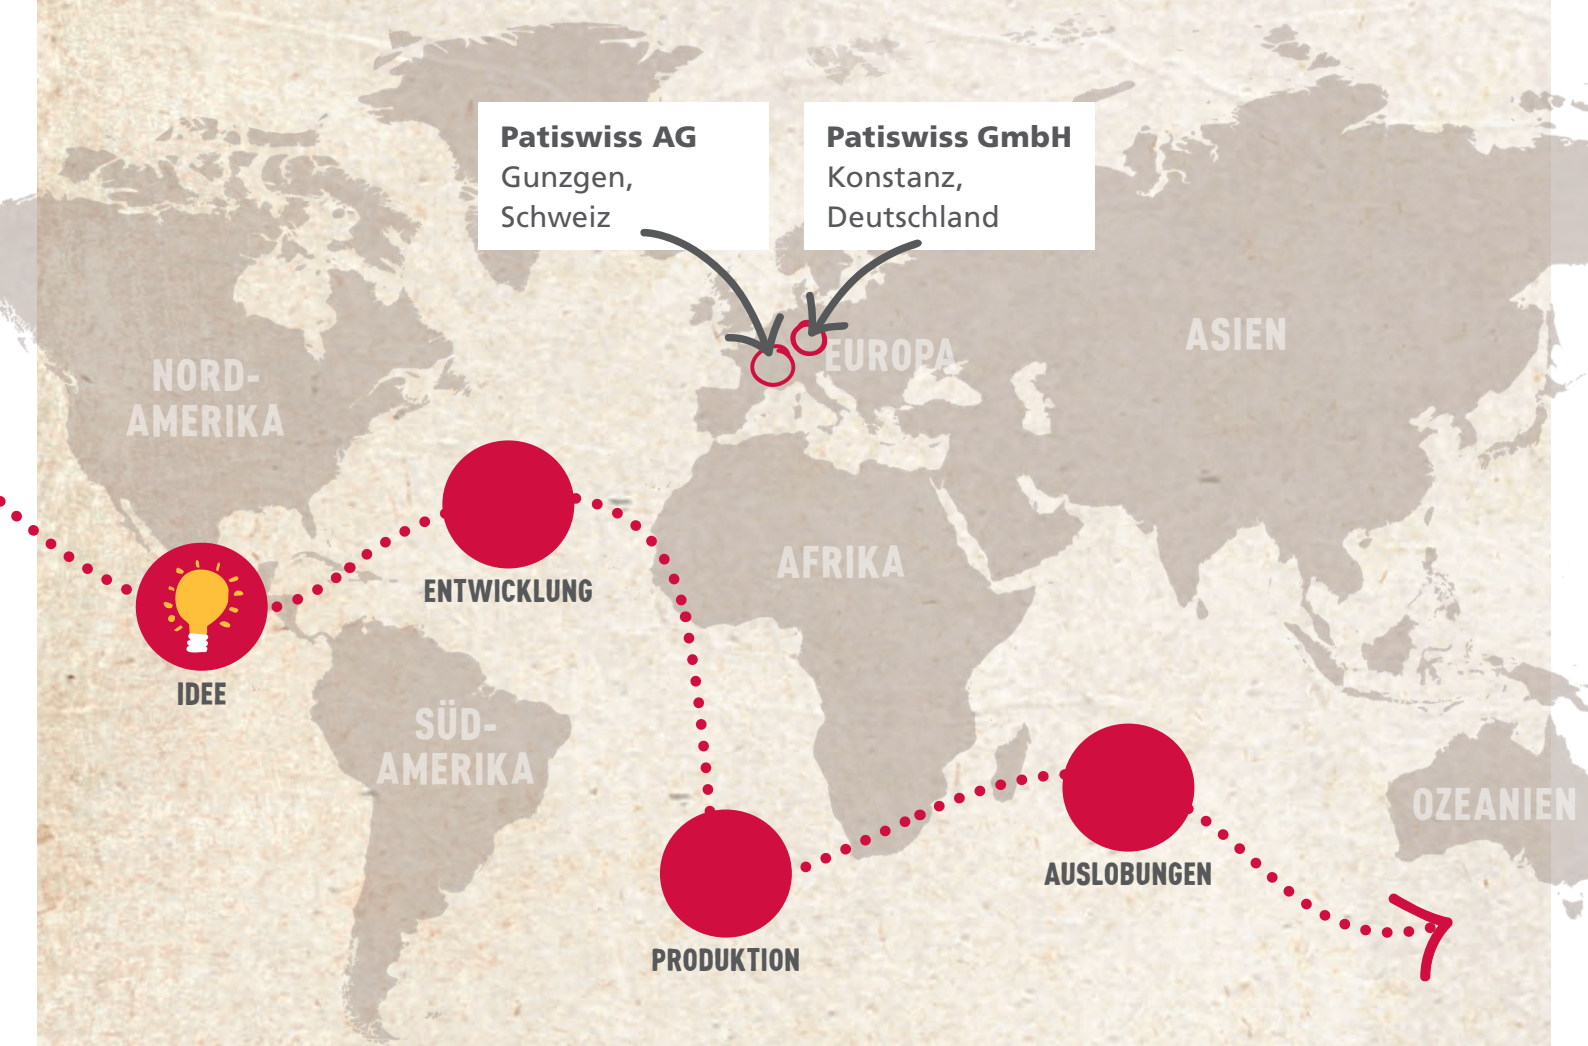 Patiswiss AG
Gunzgen,
Schweiz
Patiswiss GmbH
Konstanz,
Deutschland
NORD-
AMERIKA
EUROPA
ASIEN
AFRIKA
ENTWICKLUNG
IDEE
SÜD-
AMERIKA
OZEANIEN
AUSLOBUNGEN
PRODUKTION